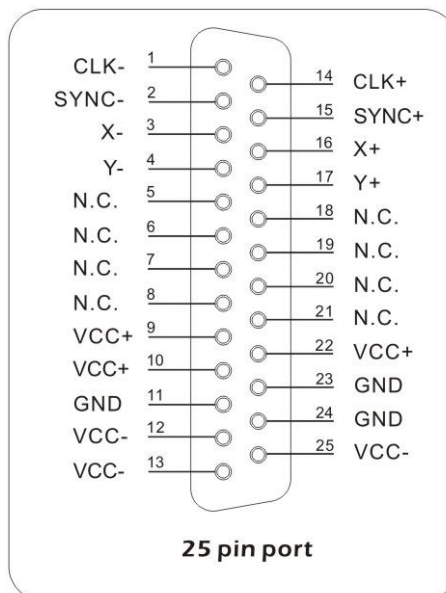 CLK- 1
14 CLK+
SYNC- 2
15 SYNC+
X- 3
16 X+
Y- 4
17 Y+
N.C. 5
18 N.C.
N.C. 6
19 N.C.
N.C. 7
20 N.C.
N.C. 8
21 N.C.
VCC+ 9
22 VCC+
VCC+ 10
23 GND
GND 11
24 GND
VCC- 12
25 VCC-
VCC- 13
25 pin port